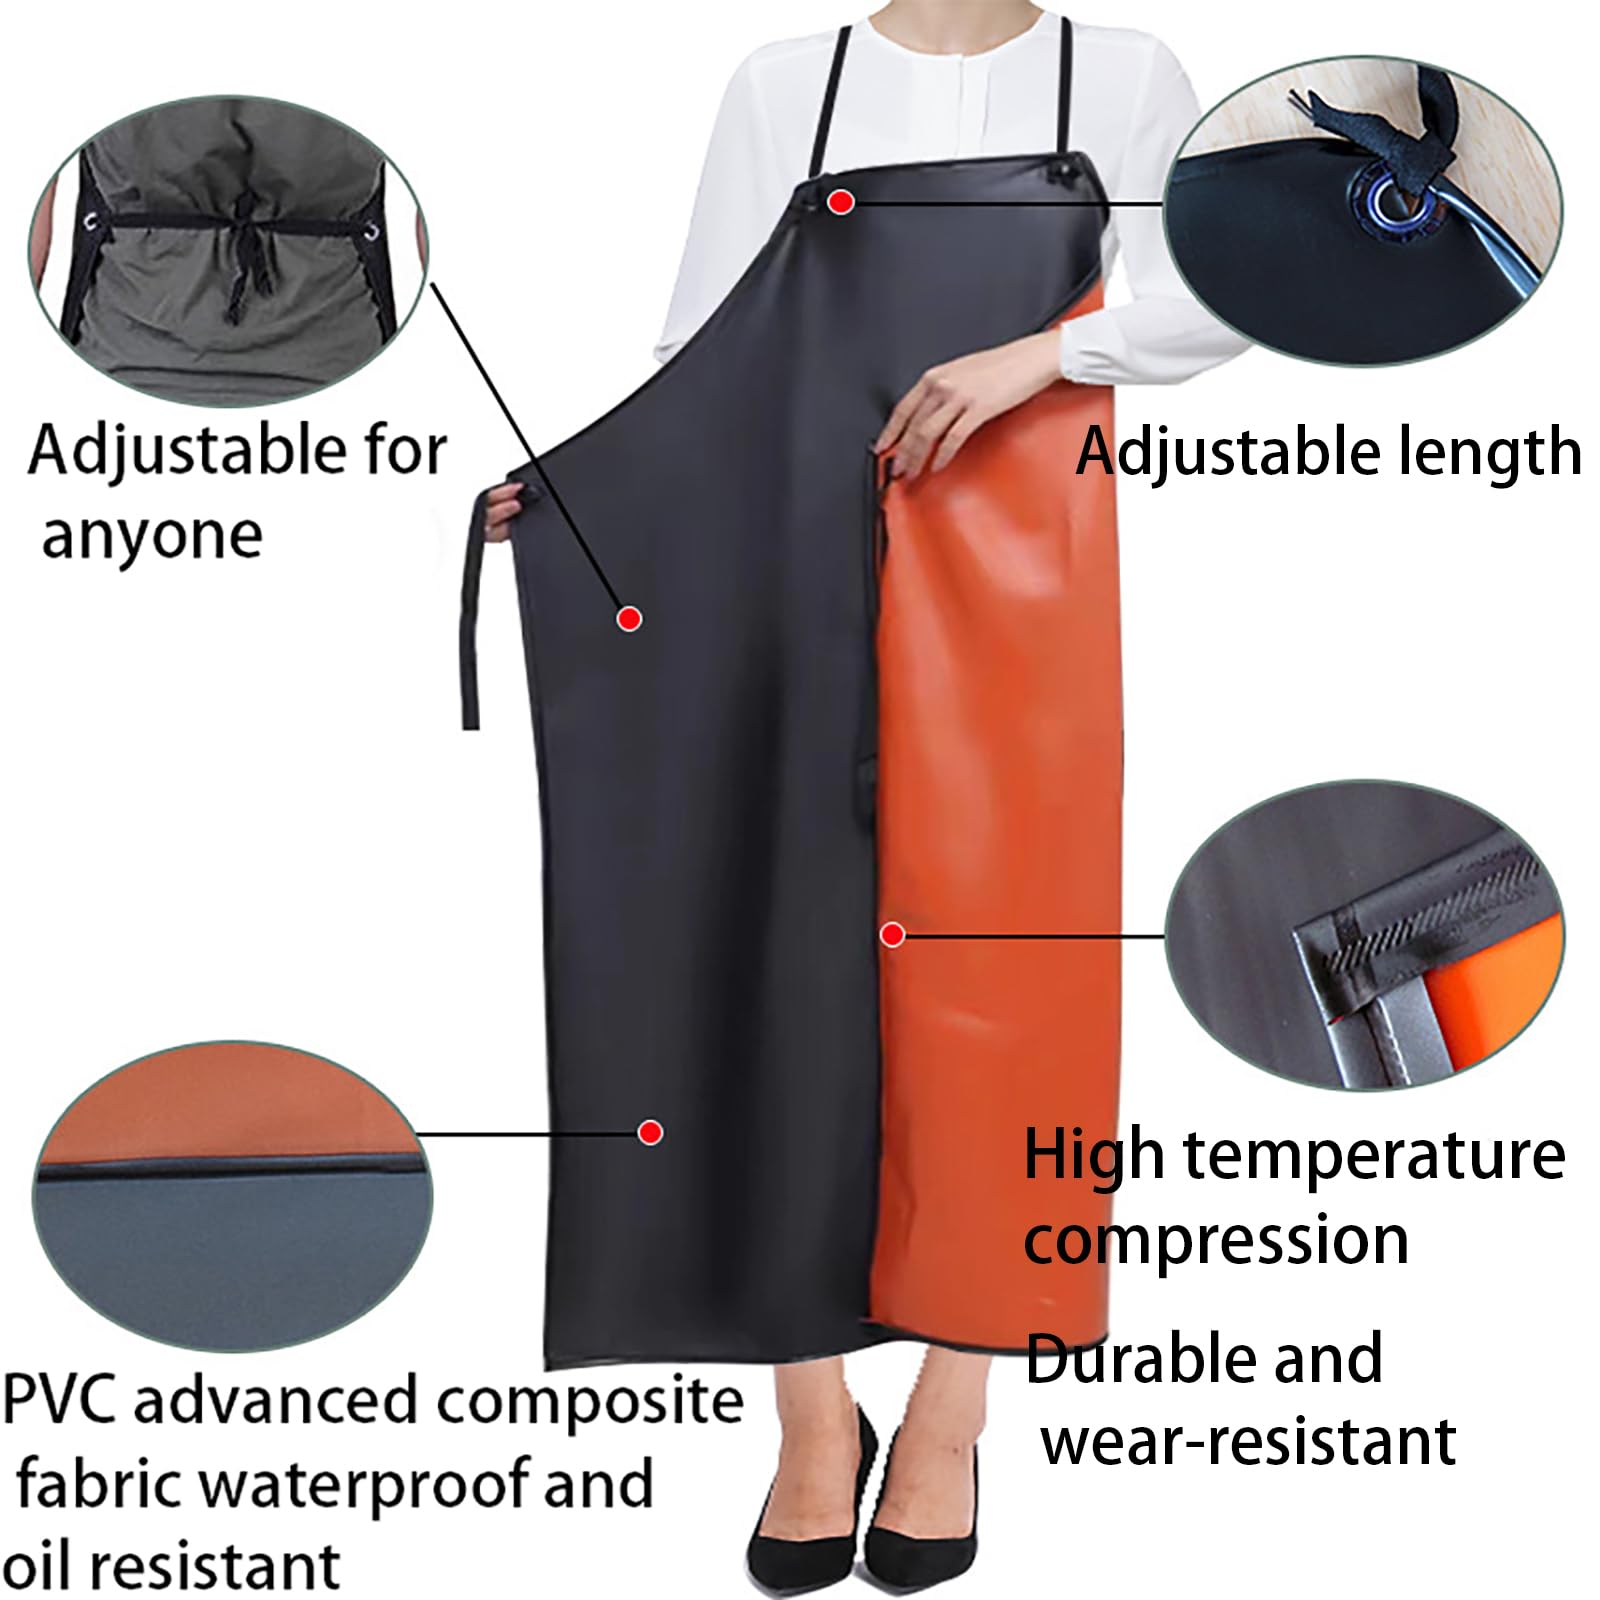 Adjustable for
anyone
Adjustable length
High temperature
compression
Durable and
wear-resistant
PVC advanced composite
fabric waterproof and
oil resistant